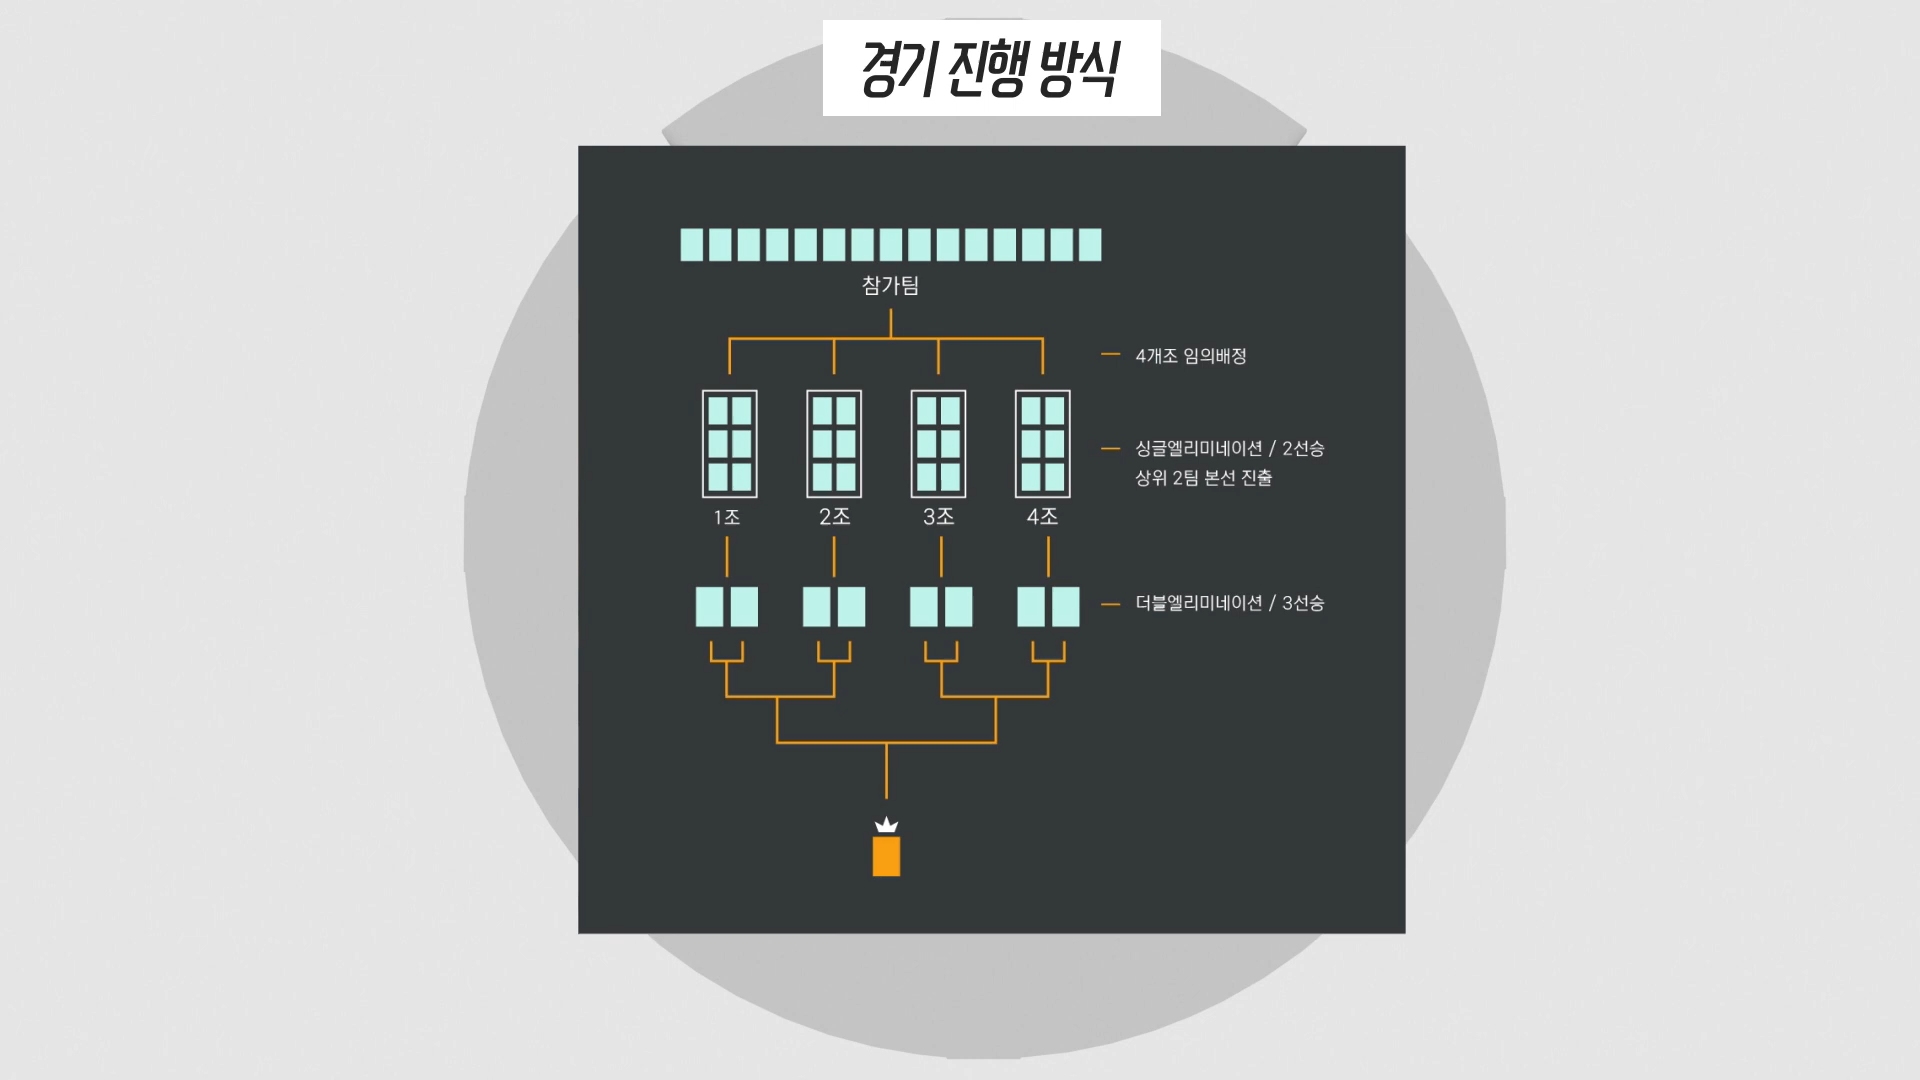 경기 진행 방식
참가팀
4개조 임의배정
싱글엘리미네이션 / 2선승
상위 2팀 본선 진출
1조
2조
3조
4조
더블엘리미네이션 / 3선승